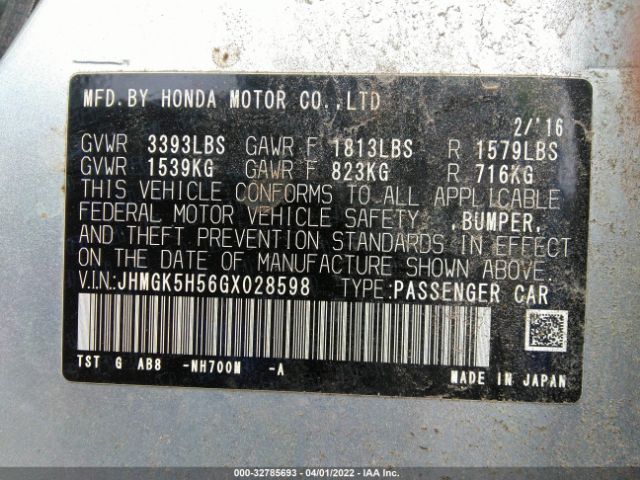 MFD.BY HONDA MOTOR CO.,LTD
2/'16
GVWR 3393LBS GAWR F 1813LBS R 1579LBS
GVWR 1539KG GAWR F 823KG R 716KG
THIS VEHICLE CONFORMS TO ALL APPLICABLE
FEDERAL MOTOR VEHICLE SAFETY, ,BUMPER,
AND THEFT PREVENTION STANDARDS IN EFFECT
ON THE DATE OF MANUFACTURE SHOWN ABOVE.
V.I.N:JHMGK5H56GX028598 TYPE:PASSENGER CAR
TST G AB8 -NH700M -A
MADE IN JAPAN
000-32785693 - 04/01/2022 - IAA Inc.